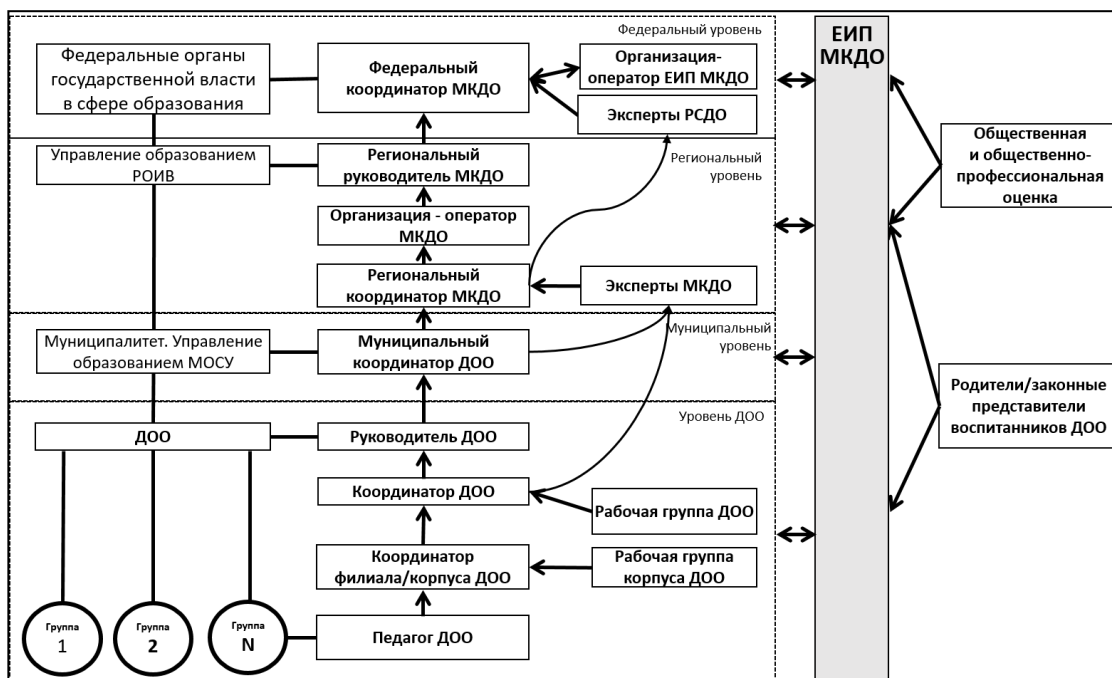 Федеральный уровень
Федеральные органы
государственной власти
в сфере образования
Федеральный
координатор МКДО
Организация-
оператор ЕИП МКДО
Эксперты РСДО
ЕИП
МКДО
Общественная
и общественно-
профессиональная
оценка
Управление образованием
РОИВ
Региональный
руководитель МКДО
Региональный
уровень
Организация - оператор
МКДО
Региональный
координатор МКДО
Эксперты МКДО
Муниципалитет. Управление
образованием МОСУ
Муниципальный
координатор ДОО
Муниципальный
уровень
Родители/законные
представители
воспитанников ДОО
Уровень ДОО
ДОО
Руководитель ДОО
Координатор ДОО
Рабочая группа ДОО
Координатор
филиала/корпуса ДОО
Рабочая группа
корпуса ДОО
Группа
1
Группа
2
Группа
N
Педагог ДОО